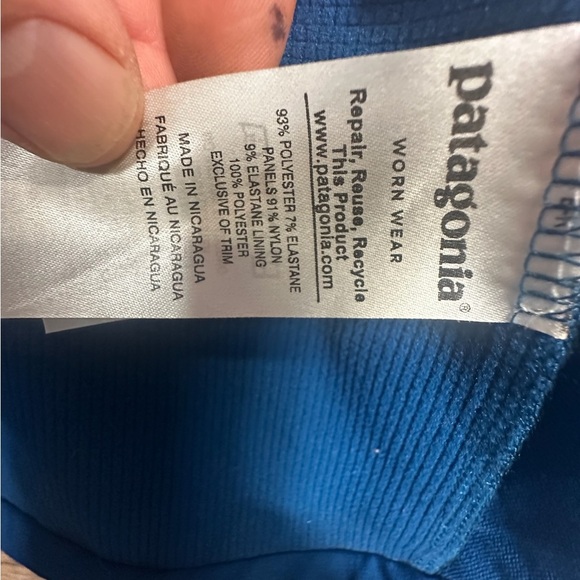 patagonia®
WORN WEAR
Repair, Reuse, Recycle
This Product
www.patagonia.com
93% POLYESTER 7% ELASTANE
PANELS 91% NYLON
9% ELASTANE LINING
100% POLYESTER
EXCLUSIVE OF TRIM
MADE IN NICARAGUA
FABRIQUÉ AU NICARAGUA
HECHO EN NICARAGUA